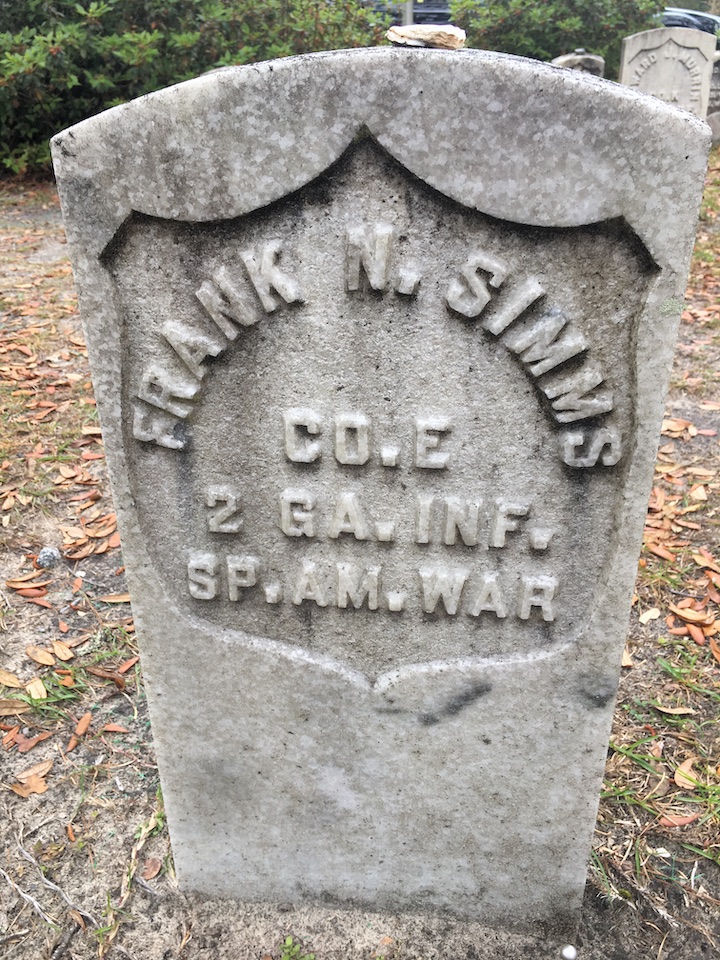 FRANK N. SIMMS
CO. E
2 GA. INF.
SP. AM. WAR